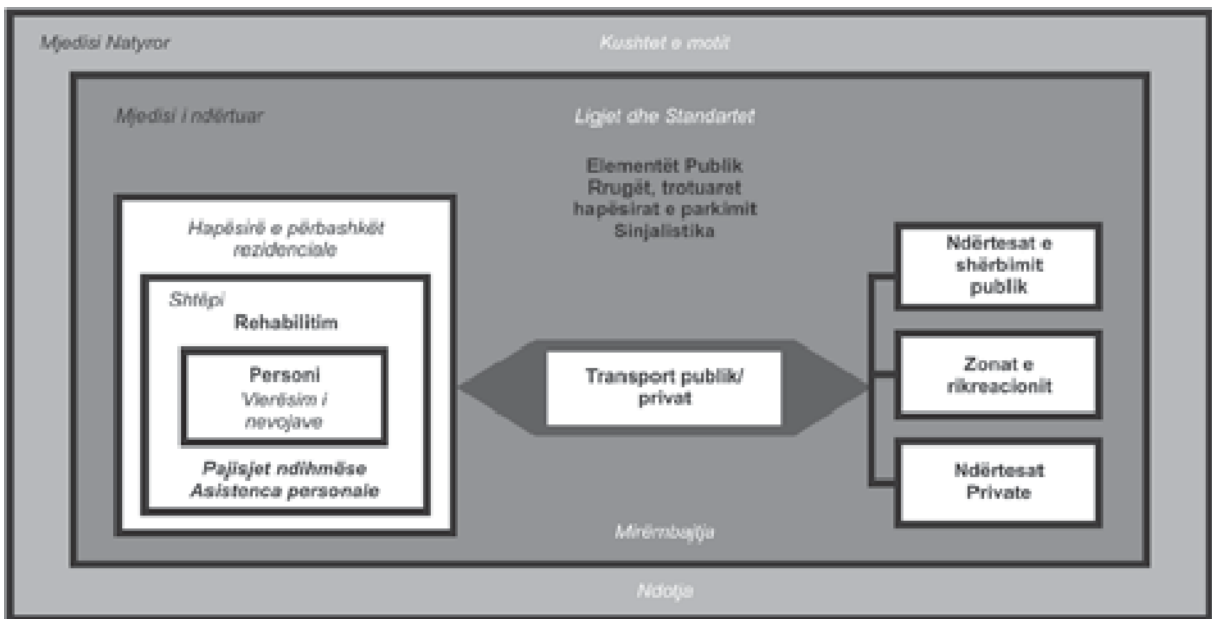 Mjedisi Natyror
Kushtet e motit
Mjedisi i ndërtuar
Ligjet dhe Standartet
Elementët Publik
Rrugët, trotuaret
hapësirat e parkimit
Sinjalistika
Hapësirë e përbashkët
rezidenciale
Shtëpi
Rehabilitim
Personi
Vlerësim i
nevojave
Pajisjet ndihmëse
Asistenca personale
Transport publik/
privat
Ndërtesat e
shërbimit
publik
Zonat e
rikreacionit
Ndërtesat
Private
Mirëmbajtja
Ndotja